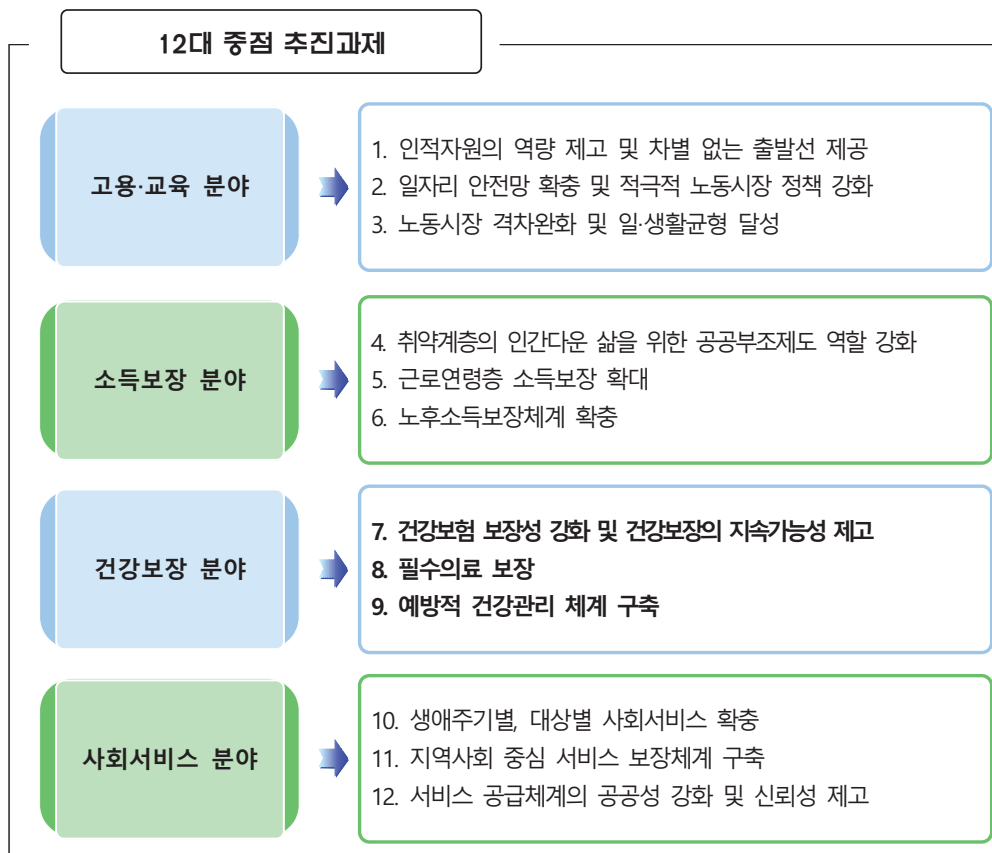 12대 중점 추진과제
고용·교육 분야
1. 인적자원의 역량 제고 및 차별 없는 출발선 제공
2. 일자리 안전망 확충 및 적극적 노동시장 정책 강화
3. 노동시장 격차완화 및 일·생활균형 달성
소득보장 분야
4. 취약계층의 인간다운 삶을 위한 공공부조제도 역할 강화
5. 근로연령층 소득보장 확대
6. 노후소득보장체계 확충
건강보장 분야
7. 건강보험 보장성 강화 및 건강보장의 지속가능성 제고
8. 필수의료 보장
9. 예방적 건강관리 체계 구축
사회서비스 분야
10. 생애주기별, 대상별 사회서비스 확충
11. 지역사회 중심 서비스 보장체계 구축
12. 서비스 공급체계의 공공성 강화 및 신뢰성 제고